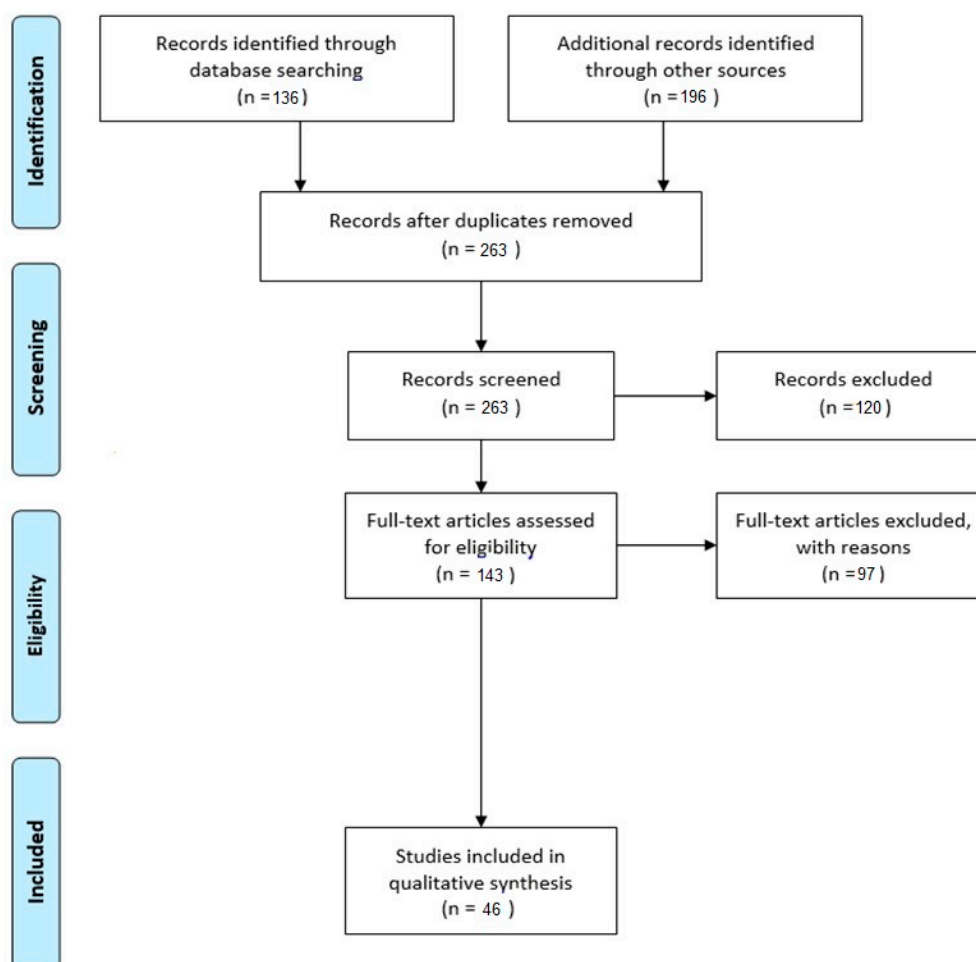 Identification
Records identified through
database searching
(n =136 )
Additional records identified
through other sources
(n =196 )
Records after duplicates removed
(n = 263 )
Screening
Records screened
(n = 263 )
Records excluded
(n =120 )
Eligibility
Full-text articles assessed
for eligibility
(n = 143 )
Full-text articles excluded,
with reasons
(n =97 )
Included
Studies included in
qualitative synthesis
(n = 46 )